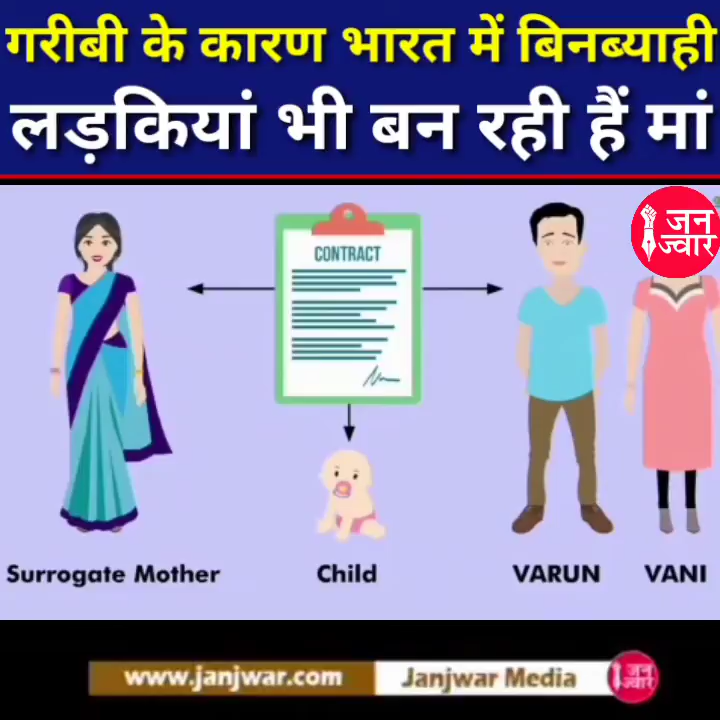 गरीबी के कारण भारत में बिनब्याही
लड़कियां भी बन रही हैं मां
जन
ज्वार
CONTRACT
Surrogate Mother
Child
VARUN
VANI
www.janjwar.com
Janjwar Media
जन
ज्वार